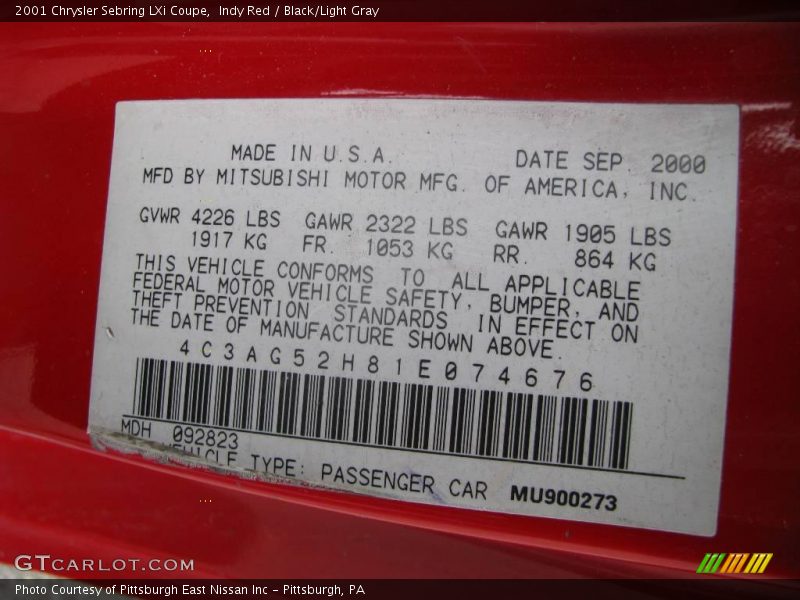 2001 Chrysler Sebring LXi Coupe, Indy Red / Black/Light Gray
MADE IN U.S.A. DATE SEP. 2000
MFD BY MITSUBISHI MOTOR MFG. OF AMERICA, INC.
GVWR 4226 LBS GAWR 2322 LBS GAWR 1905 LBS
1917 KG FR. 1053 KG RR. 864 KG
THIS VEHICLE CONFORMS TO ALL APPLICABLE
FEDERAL MOTOR VEHICLE SAFETY, BUMPER, AND
THEFT PREVENTION STANDARDS IN EFFECT ON
THE DATE OF MANUFACTURE SHOWN ABOVE.
4C3AG52H81E074676
MDH 092823
VEHICLE TYPE: PASSENGER CAR MU900273
GTCARLOT.COM
Photo Courtesy of Pittsburgh East Nissan Inc - Pittsburgh, PA